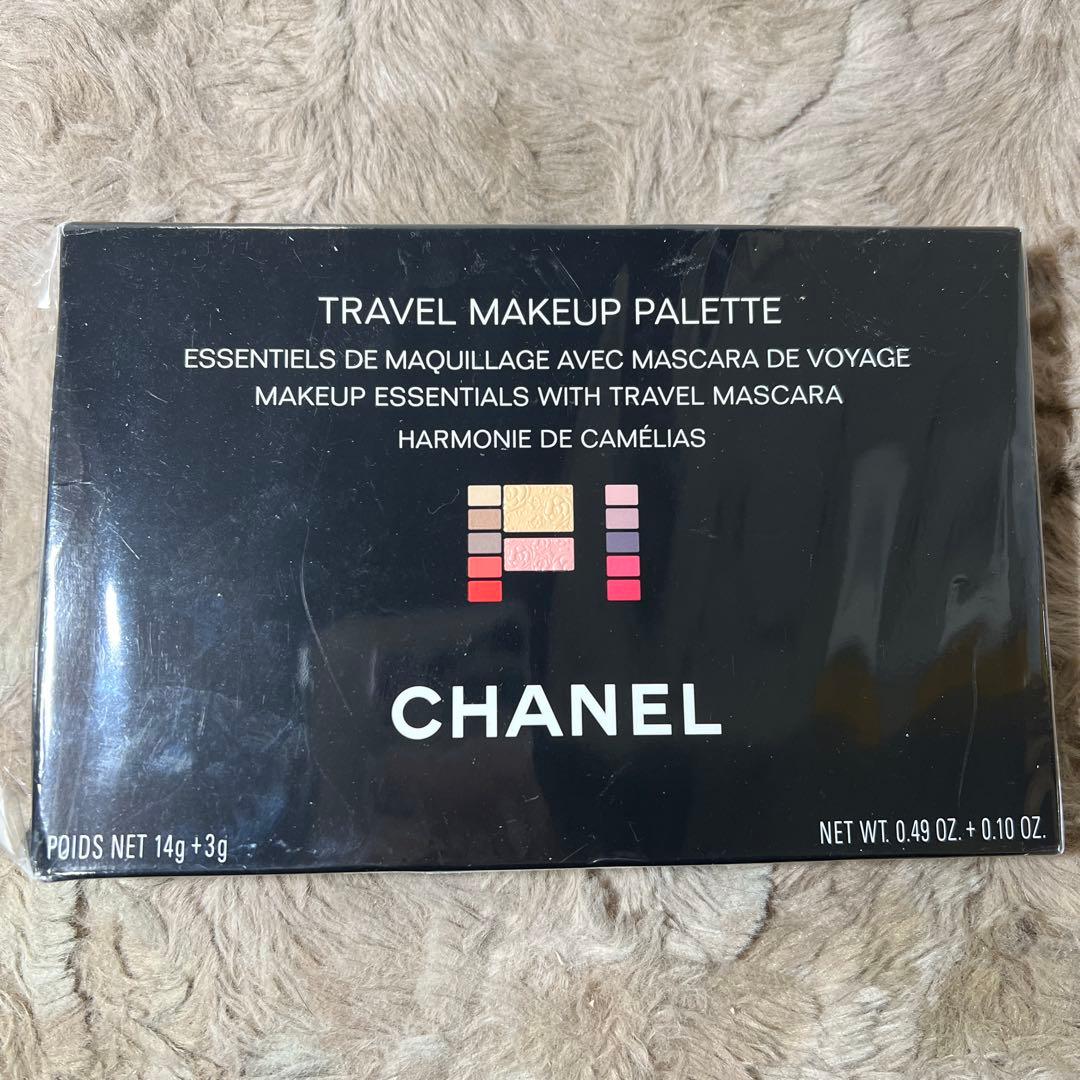 TRAVEL MAKEUP PALETTE
ESSENTIELS DE MAQUILLAGE AVEC MASCARA DE VOYAGE
MAKEUP ESSENTIALS WITH TRAVEL MASCARA
HARMONIE DE CAMÉLIAS
CHANEL
POIDS NET 14g + 3g
NET WT. 0.49 OZ. + 0.10 OZ.